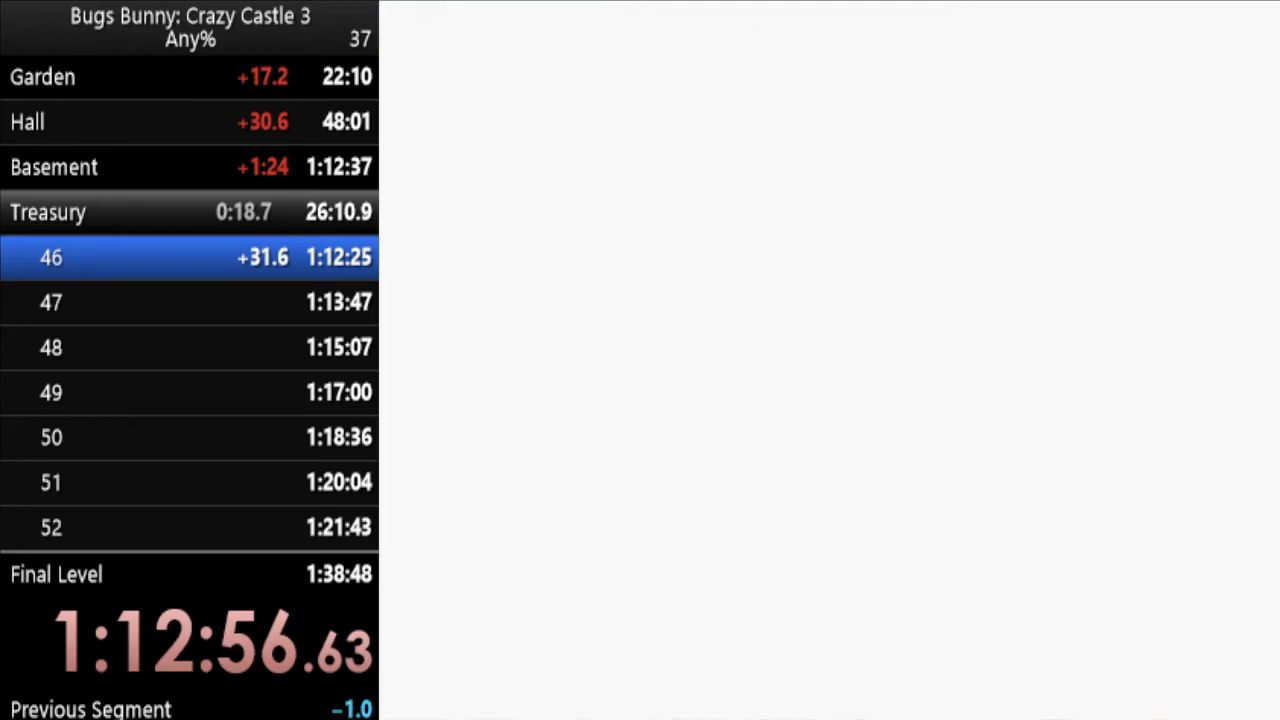 Bugs Bunny: Crazy Castle 3
Any% 37
Garden +17.2 22:10
Hall +30.6 48:01
Basement +1:24 1:12:37
Treasury 0:18.7 26:10.9
46 +31.6 1:12:25
47 1:13:47
48 1:15:07
49 1:17:00
50 1:18:36
51 1:20:04
52 1:21:43
Final Level 1:38:48
1:12:56.63
Previous Segment −1.0